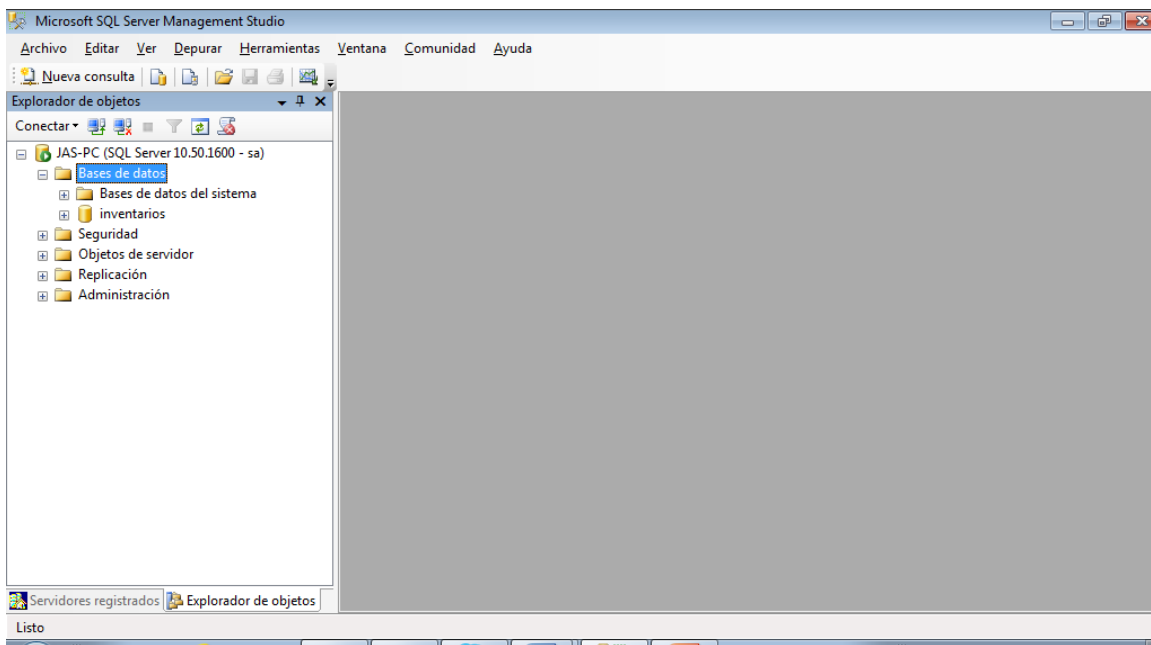 Microsoft SQL Server Management Studio
Archivo Editar Ver Depurar Herramientas Ventana Comunidad Ayuda
Nueva consulta
Explorador de objetos
Conectar
JAS-PC (SQL Server 10.50.1600 - sa)
Bases de datos
Bases de datos del sistema
inventarios
Seguridad
Objetos de servidor
Replicación
Administración
Servidores registrados Explorador de objetos
Listo